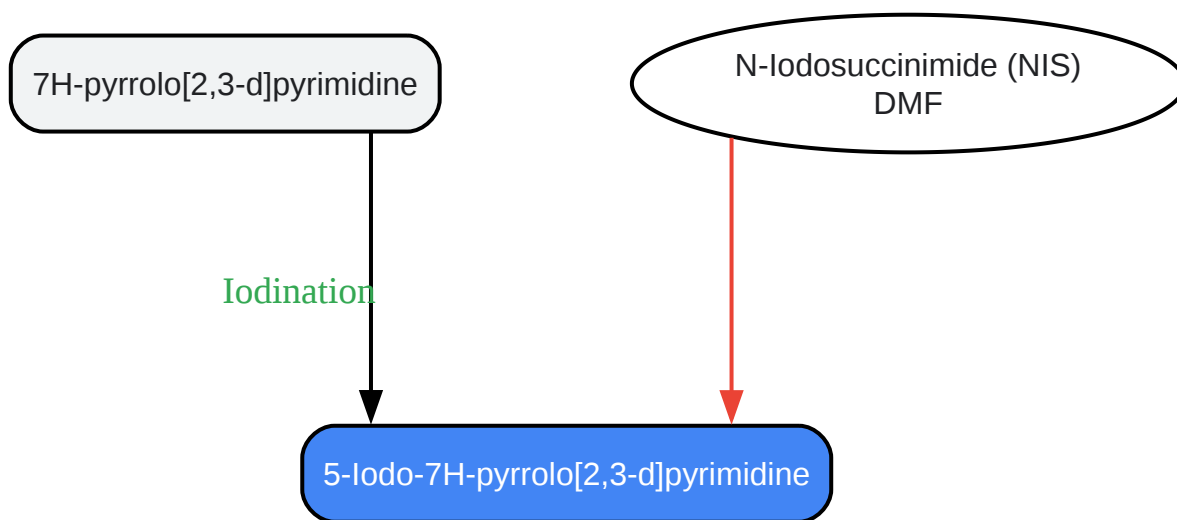 7H-pyrrolo[2,3-d]pyrimidine
N-Iodosuccinimide (NIS)
DMF
Iodination
5-Iodo-7H-pyrrolo[2,3-d]pyrimidine